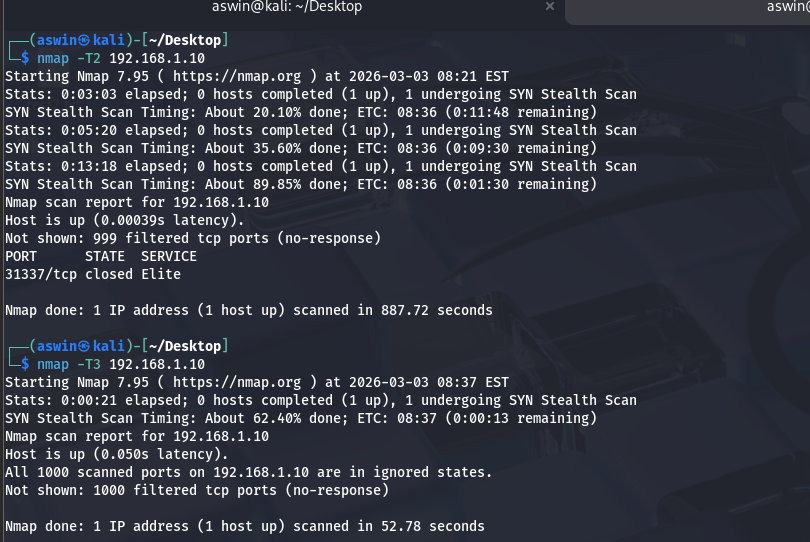 aswin@kali: ~/Desktop
×
aswin@
┌──(aswin㉿kali)-[~/Desktop]
└─$ nmap -T2 192.168.1.10
Starting Nmap 7.95 ( https://nmap.org ) at 2026-03-03 08:21 EST
Stats: 0:03:03 elapsed; 0 hosts completed (1 up), 1 undergoing SYN Stealth Scan
SYN Stealth Scan Timing: About 20.10% done; ETC: 08:36 (0:11:48 remaining)
Stats: 0:05:20 elapsed; 0 hosts completed (1 up), 1 undergoing SYN Stealth Scan
SYN Stealth Scan Timing: About 35.60% done; ETC: 08:36 (0:09:30 remaining)
Stats: 0:13:18 elapsed; 0 hosts completed (1 up), 1 undergoing SYN Stealth Scan
SYN Stealth Scan Timing: About 89.85% done; ETC: 08:36 (0:01:30 remaining)
Nmap scan report for 192.168.1.10
Host is up (0.00039s latency).
Not shown: 999 filtered tcp ports (no-response)
PORT      STATE  SERVICE
31337/tcp closed Elite
Nmap done: 1 IP address (1 host up) scanned in 887.72 seconds
┌──(aswin㉿kali)-[~/Desktop]
└─$ nmap -T3 192.168.1.10
Starting Nmap 7.95 ( https://nmap.org ) at 2026-03-03 08:37 EST
Stats: 0:00:21 elapsed; 0 hosts completed (1 up), 1 undergoing SYN Stealth Scan
SYN Stealth Scan Timing: About 62.40% done; ETC: 08:37 (0:00:13 remaining)
Nmap scan report for 192.168.1.10
Host is up (0.050s latency).
All 1000 scanned ports on 192.168.1.10 are in ignored states.
Not shown: 1000 filtered tcp ports (no-response)
Nmap done: 1 IP address (1 host up) scanned in 52.78 seconds